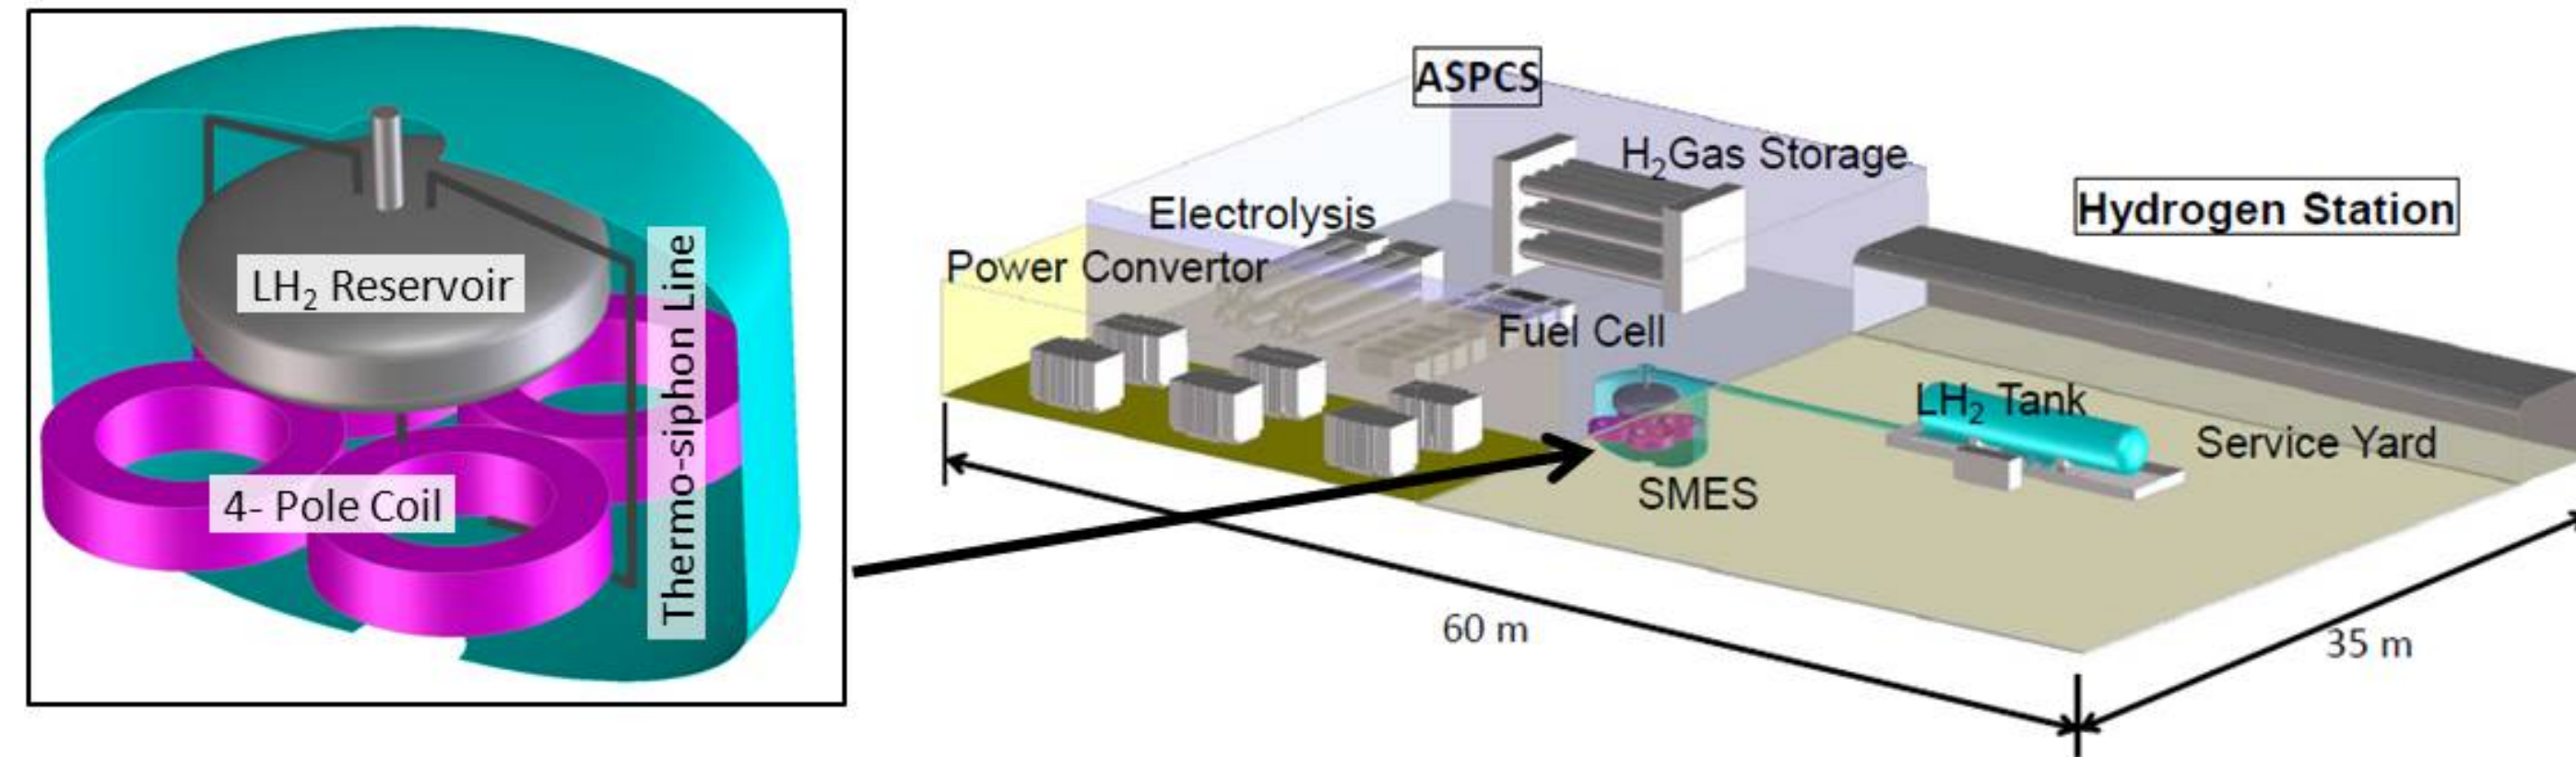 LH₂ Reservoir
4- Pole Coil
Thermo-siphon Line
ASPCS
H₂Gas Storage
Electrolysis
Power Convertor
Fuel Cell
Hydrogen Station
LH₂ Tank
Service Yard
SMES
60 m
35 m